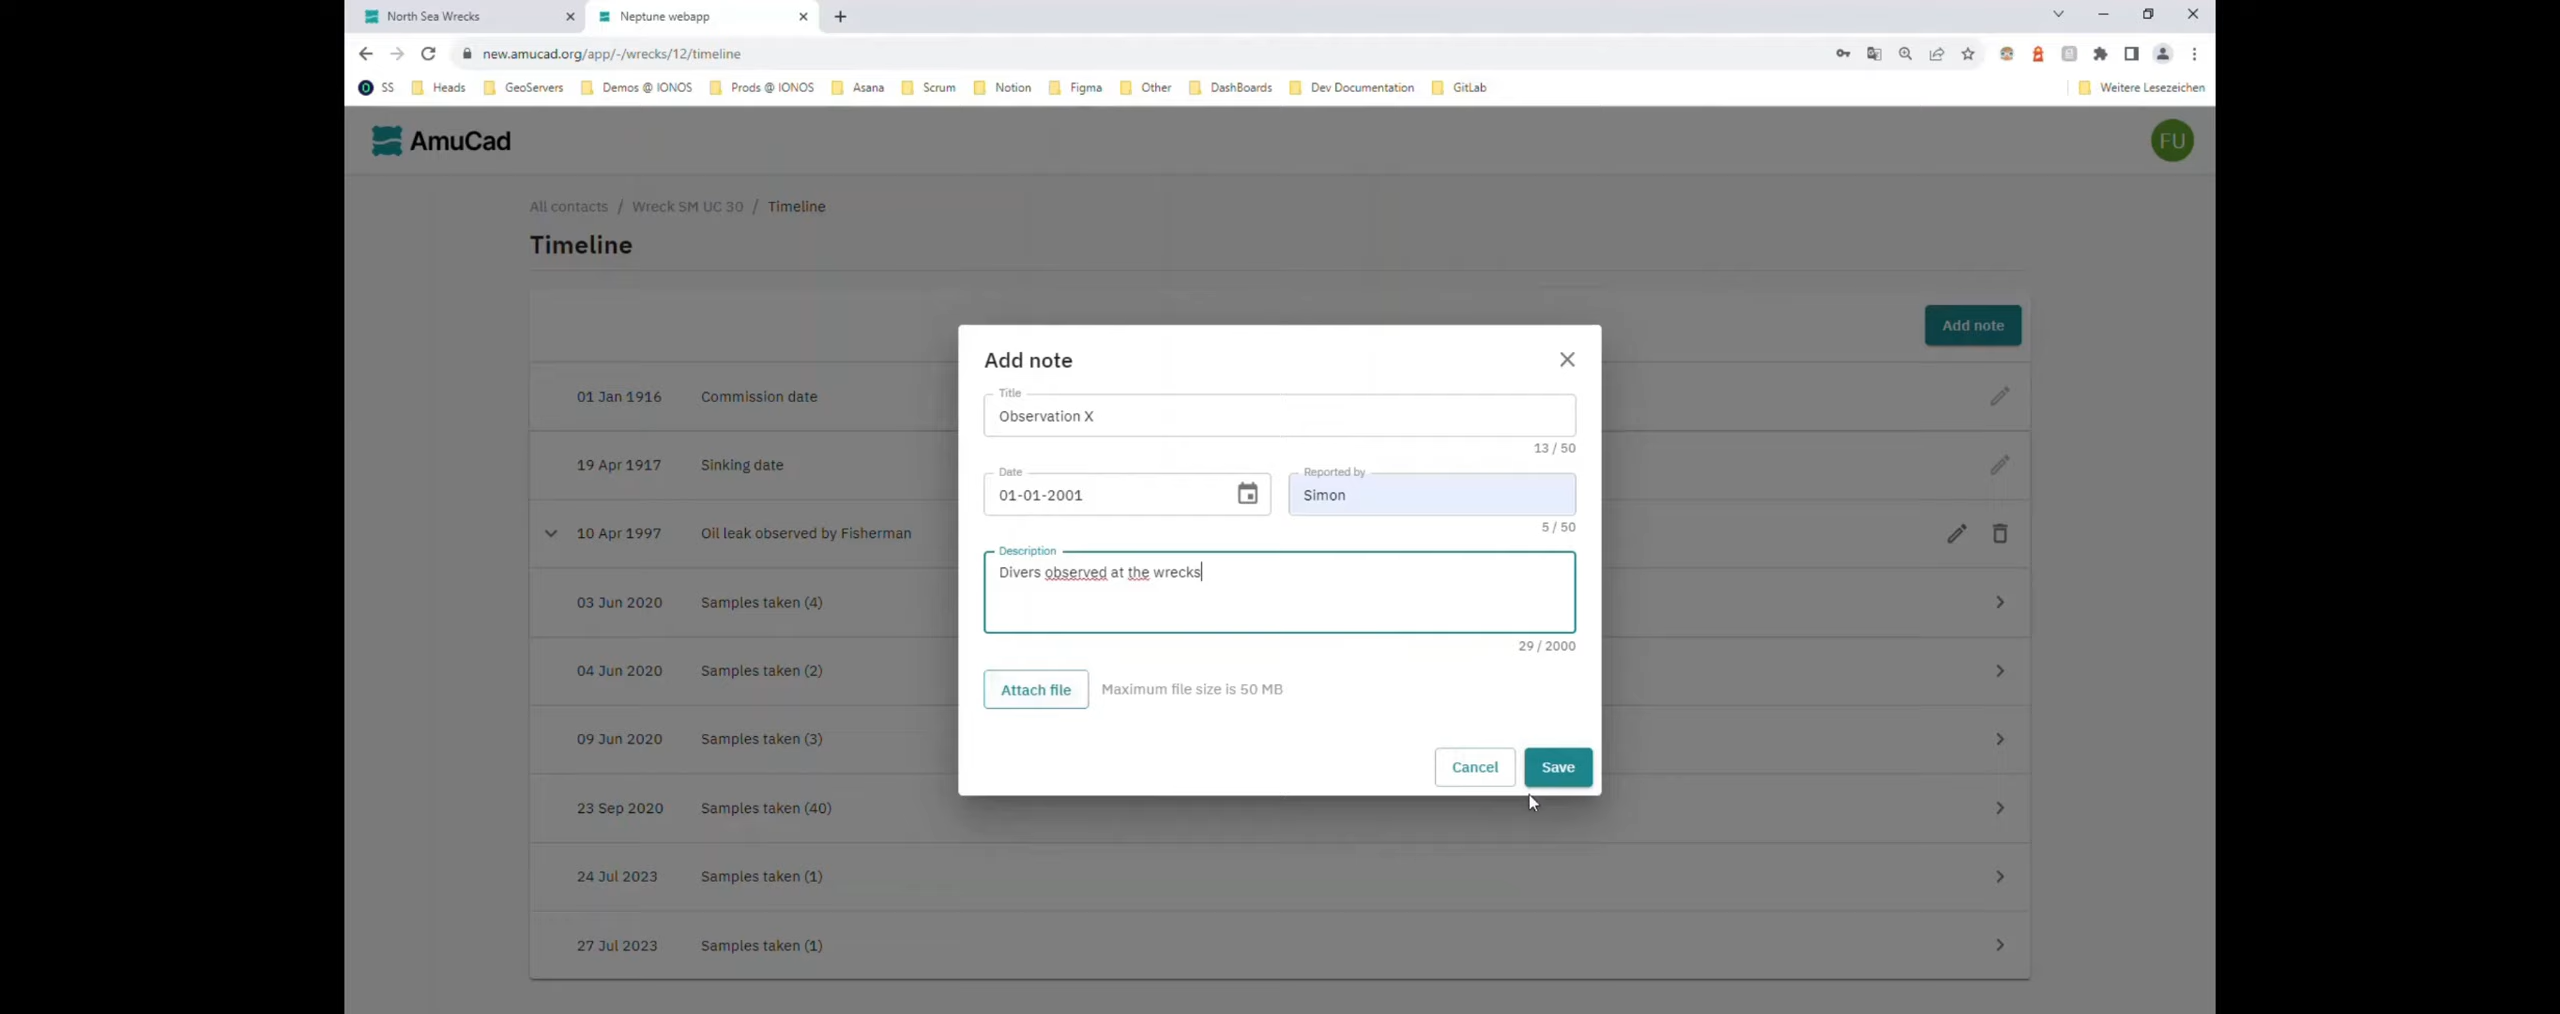 North Sea Wrecks
Neptune webapp
new.amucad.org/app/-/wrecks/12/timeline
SS Heads GeoServers Demos @ IONOS Prods @ IONOS Asana Scrum Notion Figma Other DashBoards Dev Documentation GitLab Weitere Lesezeichen
AmuCad
FU
All contacts / Wreck SM UC 30 / Timeline
Timeline
Add note
01 Jan 1916 Commission date
19 Apr 1917 Sinking date
10 Apr 1997 Oil leak observed by Fisherman
03 Jun 2020 Samples taken (4)
04 Jun 2020 Samples taken (2)
09 Jun 2020 Samples taken (3)
23 Sep 2020 Samples taken (40)
24 Jul 2023 Samples taken (1)
27 Jul 2023 Samples taken (1)
Add note
Title
Observation X
13 / 50
Date
01-01-2001
Reported by
Simon
5 / 50
Description
Divers observed at the wrecks
29 / 2000
Attach file Maximum file size is 50 MB
Cancel Save